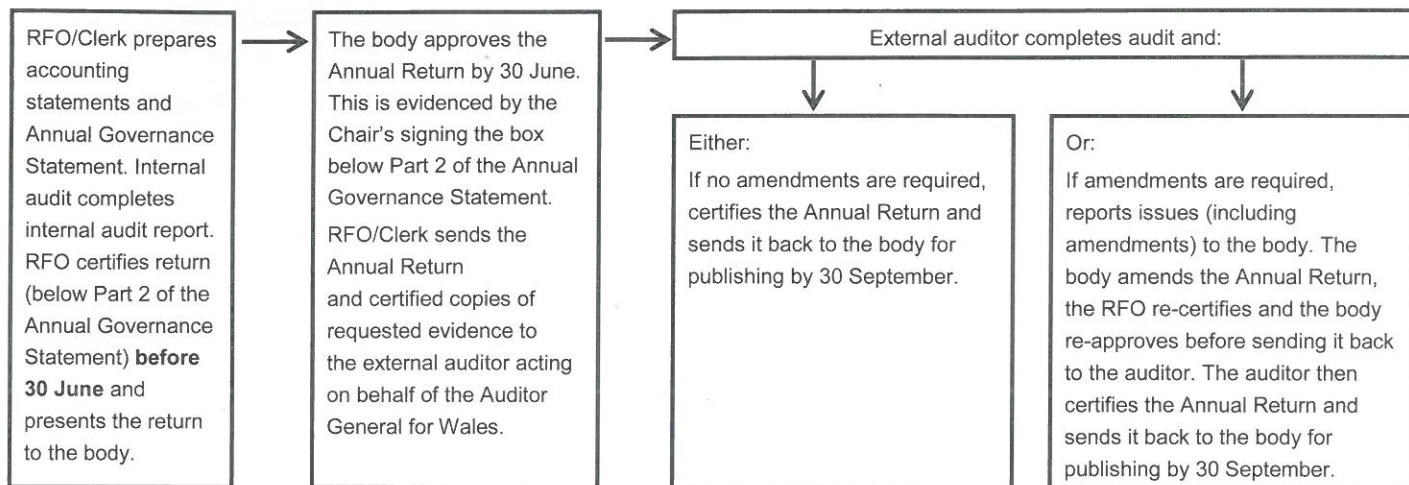 RFO/Clerk prepares
accounting
statements and
Annual Governance
Statement. Internal
audit completes
internal audit report.
RFO certifies return
(below Part 2 of the
Annual Governance
Statement) before
30 June and
presents the return
to the body.
The body approves the
Annual Return by 30 June.
This is evidenced by the
Chair's signing the box
below Part 2 of the Annual
Governance Statement.
RFO/Clerk sends the
Annual Return
and certified copies of
requested evidence to
the external auditor acting
on behalf of the Auditor
General for Wales.
External auditor completes audit and:
Either:
If no amendments are required,
certifies the Annual Return and
sends it back to the body for
publishing by 30 September.
Or:
If amendments are required,
reports issues (including
amendments) to the body. The
body amends the Annual Return,
the RFO re-certifies and the body
re-approves before sending it back
to the auditor. The auditor then
certifies the Annual Return and
sends it back to the body for
publishing by 30 September.